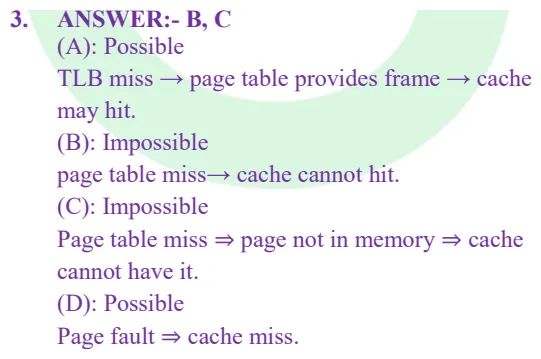 3. ANSWER:- B, C
(A): Possible
TLB miss → page table provides frame → cache
may hit.
(B): Impossible
page table miss→ cache cannot hit.
(C): Impossible
Page table miss ⇒ page not in memory ⇒ cache
cannot have it.
(D): Possible
Page fault ⇒ cache miss.